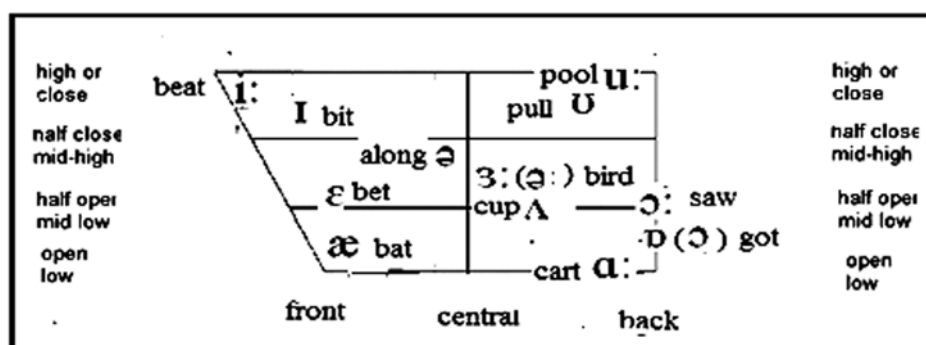 high or
close
nalf close
mid-high
half oper
mid low
open
low
beat i:
I bit
pool u:
pull ʊ
along ə
ɛ bet
ɜ:(ə:) bird
cup ʌ
ɔ: saw
æ bat
ɒ (ɔ) got
cart ɑ:
front
central
back
high or
close
half close
mid-high
half oper
mid low
open
low